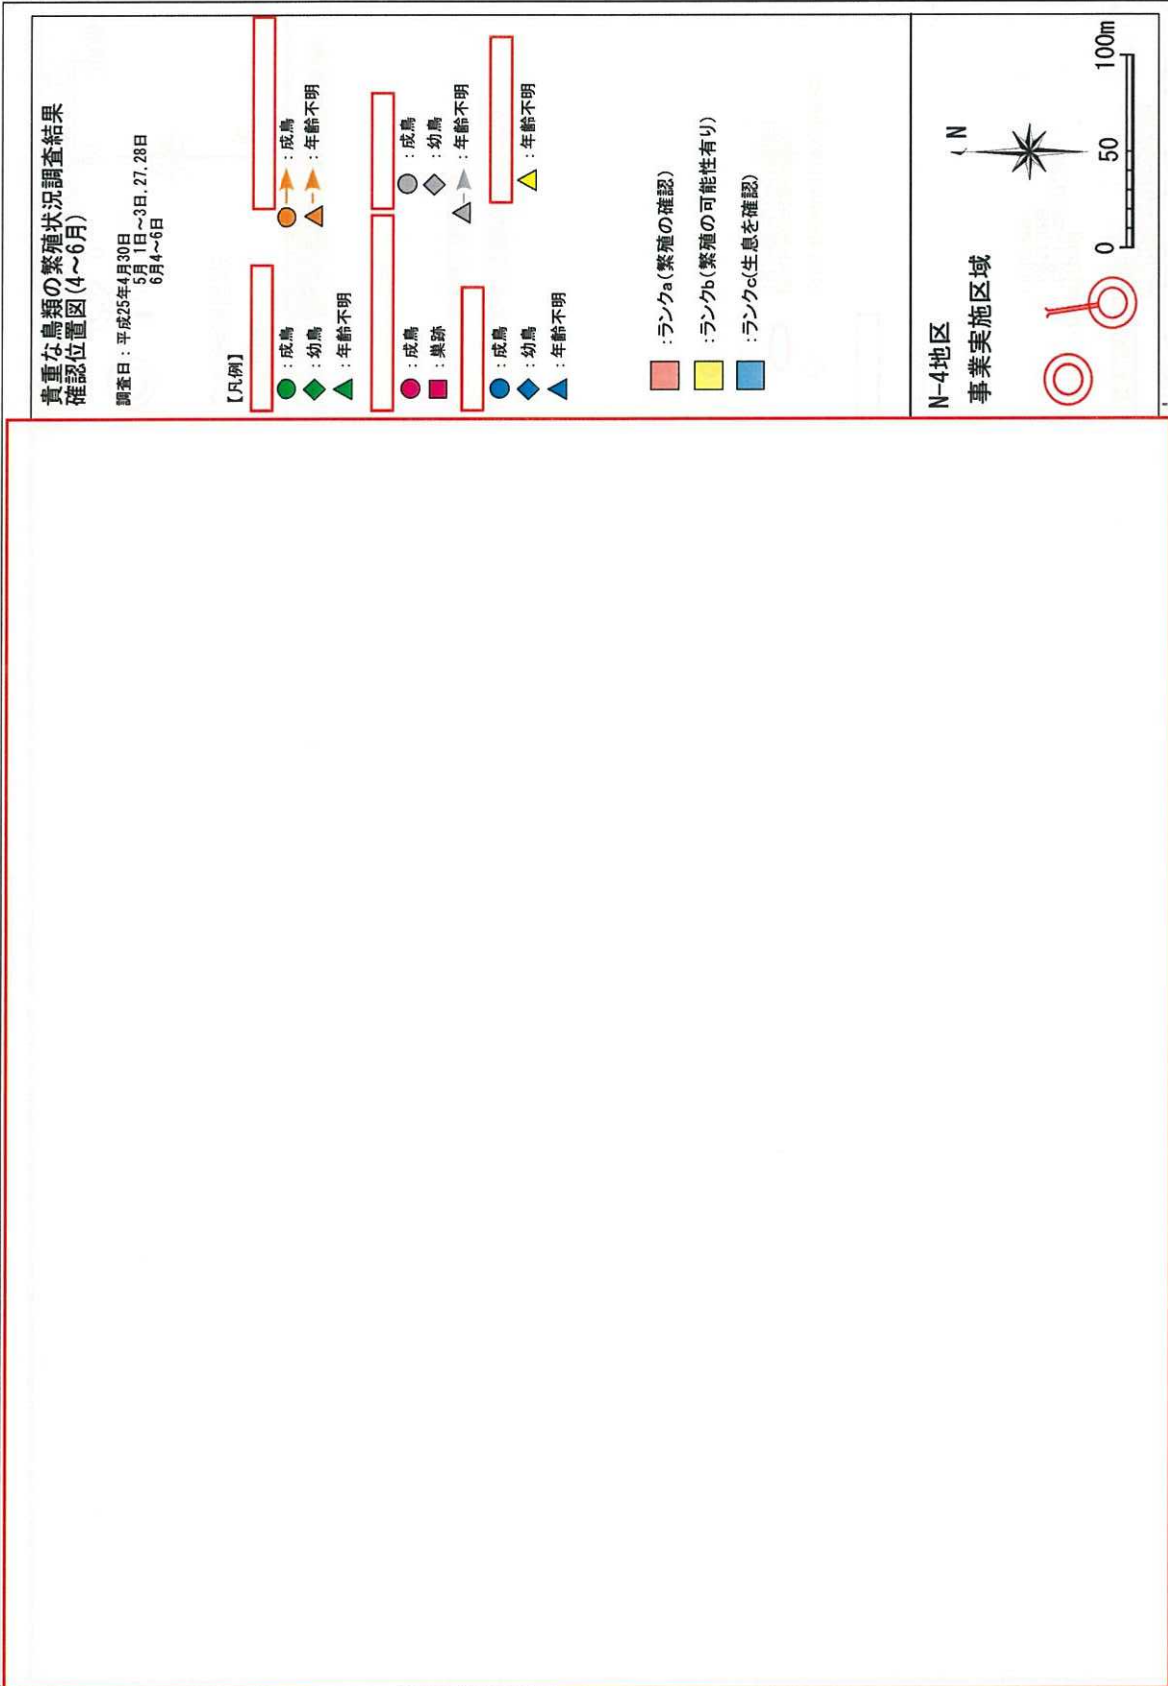 貴重な鳥類の繁殖状況調査結果
確認位置図(4～6月)
調査日：平成25年4月30日
5月 1日～3日, 27, 28日
6月4～6日
【凡例】
：成鳥
：幼鳥
：年齢不明
：成鳥
：年齢不明
：成鳥
：巣跡
：成鳥
：幼鳥
：年齢不明
：成鳥
：幼鳥
：年齢不明
：年齢不明
：ランクa(繁殖の確認)
：ランクb(繁殖の可能性有り)
：ランクc(生息を確認)
N-4地区
事業実施区域
N
0 50 100m